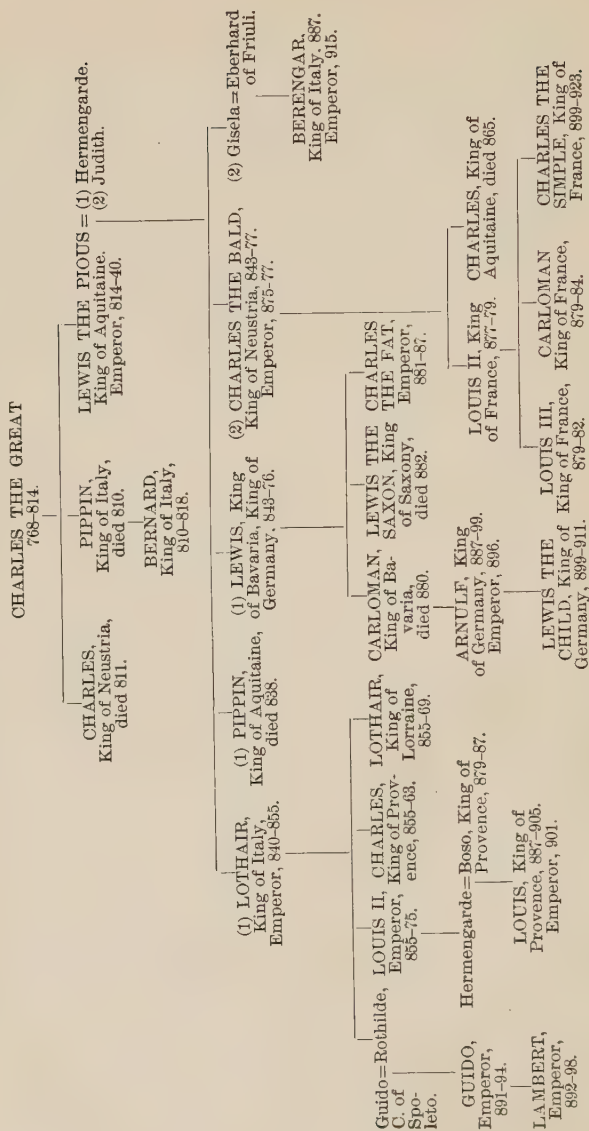 CHARLES THE GREAT
768–814.
CHARLES,
King of Neustria,
died 811.
PIPPIN,
King of Italy,
died 810.
BERNARD,
King of Italy,
810–818.
LEWIS THE PIOUS = (1) Hermengarde.
King of Aquitaine. (2) Judith.
Emperor, 814–40.
(1) LOTHAIR,
King of Italy,
Emperor, 840–855.
(1) PIPPIN,
King of Aquitaine,
died 838.
(1) LEWIS, King
of Bavaria, King of
Germany, 843–76.
(2) CHARLES THE BALD,
King of Neustria, 843–77.
Emperor, 875–77.
(2) Gisela = Eberhard
of Friuli.
BERENGAR,
King of Italy. 887.
Emperor, 915.
Guido = Rothilde,
C. of
Spo-
leto.
LOUIS II,
Emperor,
855–75.
CHARLES,
King of Prov-
ence, 855–63.
LOTHAIR,
King of
Lorraine,
855–69.
CARLOMAN,
King of Ba-
varia,
died 880.
LEWIS THE
SAXON, King
of Saxony,
died 882.
CHARLES
THE FAT,
Emperor,
881–87.
LOUIS II, King
of France, 877–79.
CHARLES, King of
Aquitaine, died 865.
GUIDO,
Emperor,
891–94.
Hermengarde = Boso, King of
Provence, 879–87.
ARNULF, King
of Germany, 887–99.
Emperor, 896.
LAMBERT,
Emperor,
892–98.
LOUIS, King of
Provence, 887–905.
Emperor, 901.
LEWIS THE
CHILD, King of
Germany, 899–911.
LOUIS III,
King of France,
879–82.
CARLOMAN
King of France,
879–84.
CHARLES THE
SIMPLE, King of
France, 899–923.